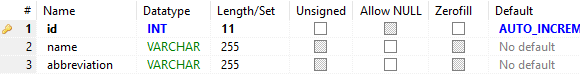 Name Datatype Length/Set Unsigned Allow NULL Zerofill Default
1 id INT 11 AUTO_INCREM
2 name VARCHAR 255 No default
3 abbreviation VARCHAR 255 No default